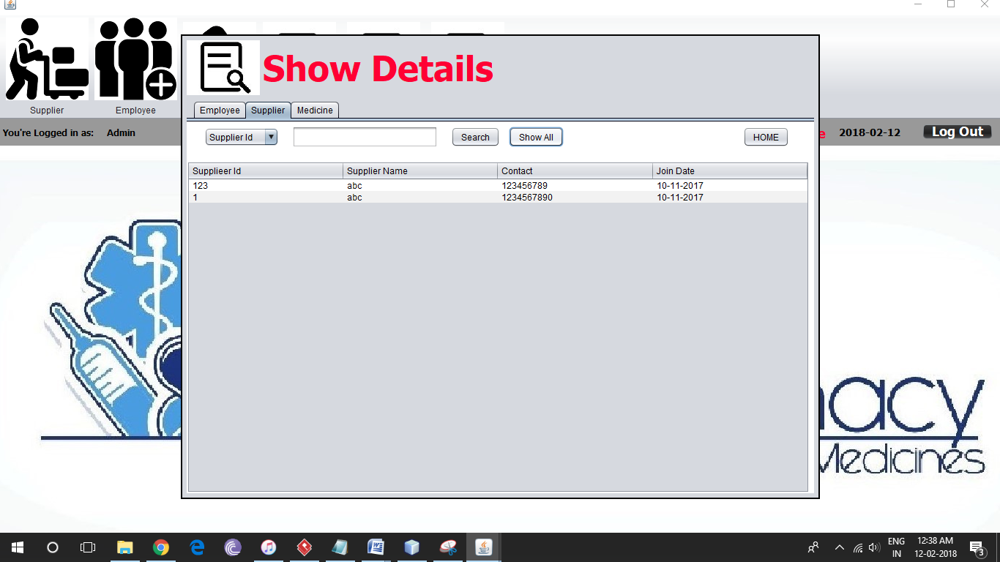 Show Details
Supplier
Employee
Employee
Supplier
Medicine
You're Logged in as: Admin
2018-02-12
Log Out
Supplier Id
Search
Show All
HOME
Supplieer Id Supplier Name Contact Join Date
123 abc 123456789 10-11-2017
1 abc 1234567890 10-11-2017
acy
Medicines
ENG
IN
12:38 AM
12-02-2018
3